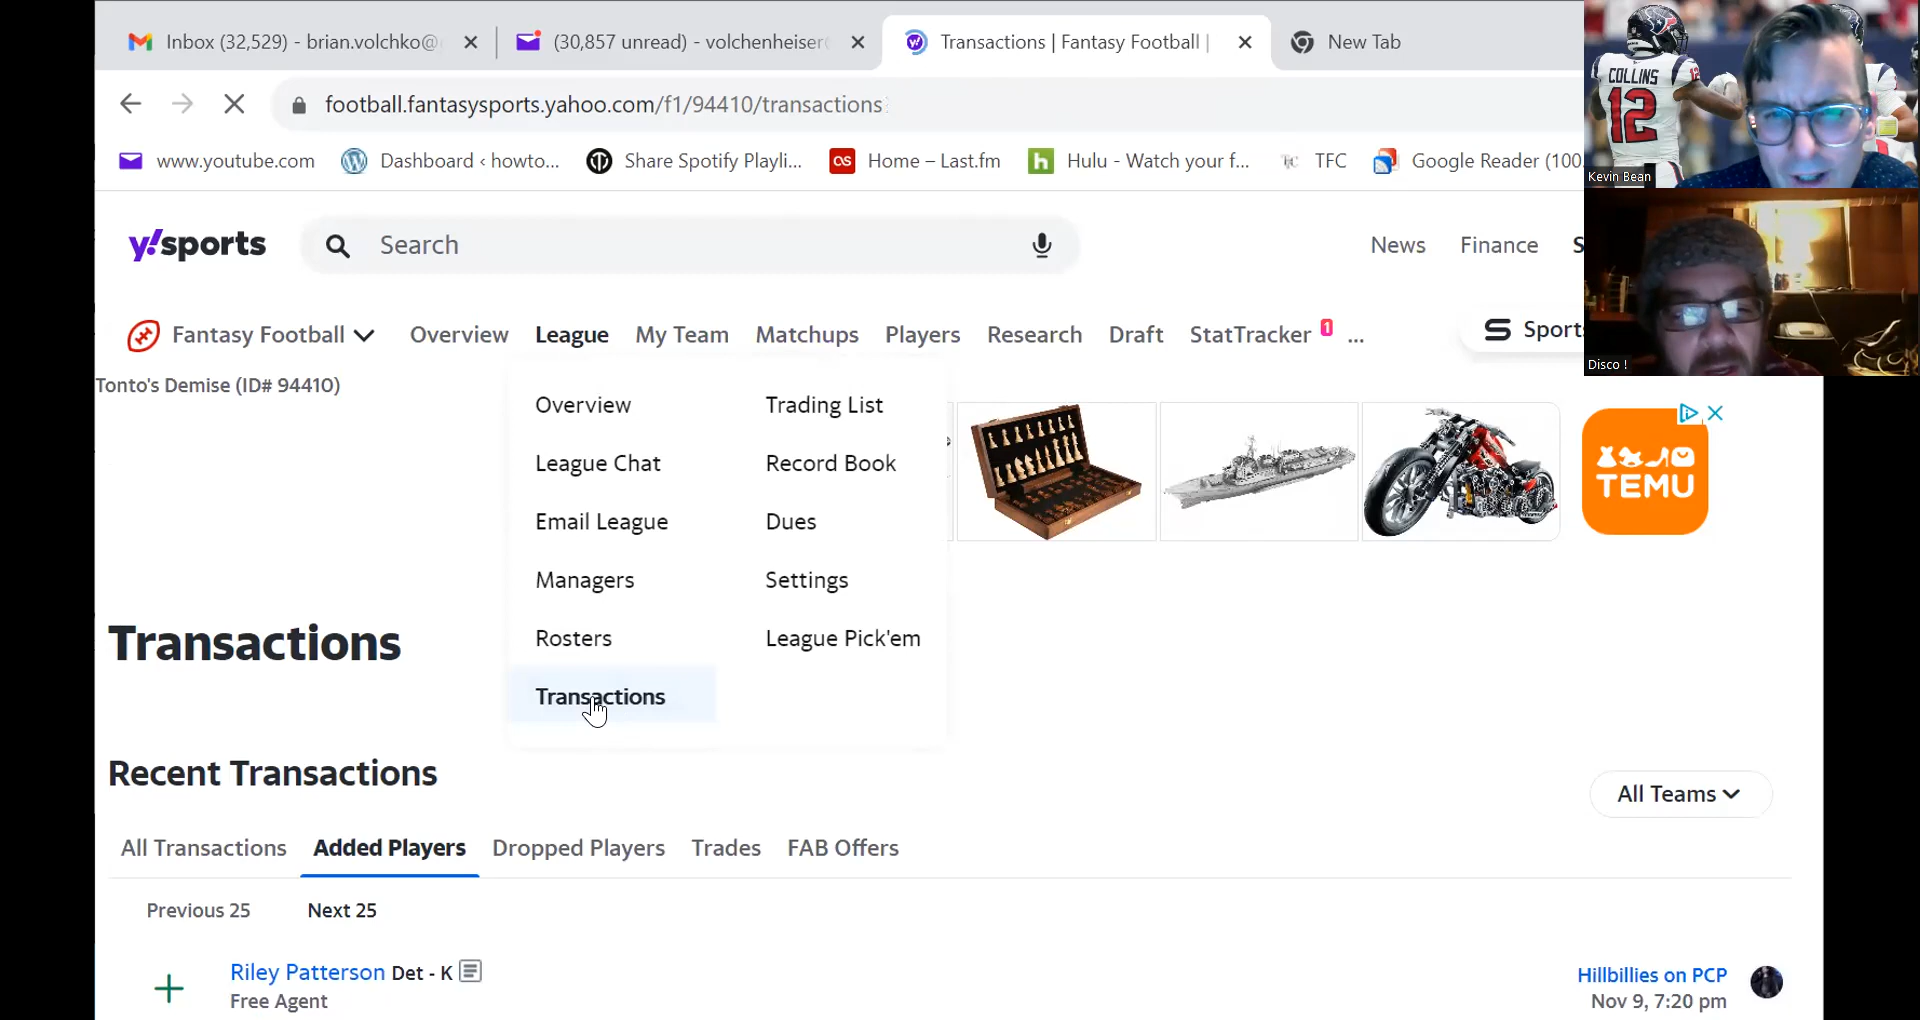 Inbox (32,529) - brian.volchko@
(30,857 unread) - volchenheiser
Transactions | Fantasy Football |
New Tab
football.fantasysports.yahoo.com/f1/94410/transactions
www.youtube.com
Dashboard ‹ howto...
Share Spotify Playli...
Home – Last.fm
Hulu - Watch your f...
TFC
Google Reader (100
COLLINS
12
Kevin Bean
y!sports
Search
News
Finance
S
Fantasy Football
Overview
League
My Team
Matchups
Players
Research
Draft
StatTracker
1
...
Sports
Disco !
Tonto's Demise (ID# 94410)
Overview
Trading List
League Chat
Record Book
Email League
Dues
Managers
Settings
Rosters
League Pick'em
Transactions
TEMU
Transactions
Recent Transactions
All Teams
All Transactions
Added Players
Dropped Players
Trades
FAB Offers
Previous 25
Next 25
Riley Patterson Det - K
Free Agent
Hillbillies on PCP
Nov 9, 7:20 pm